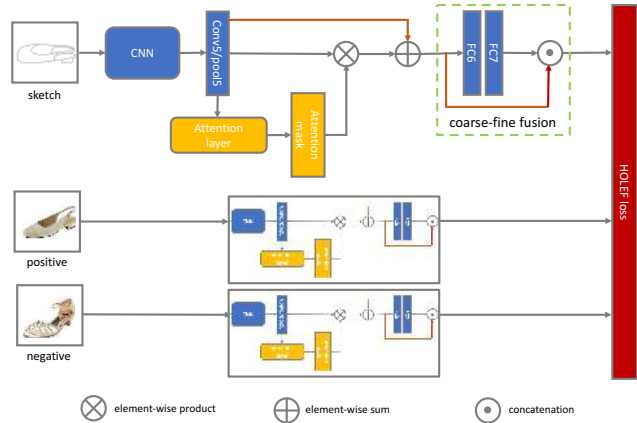 sketch
CNN
Conv5/pool5
Attention
layer
Attention
mask
FC6
FC7
coarse-fine fusion
HOLEF loss
positive
negative
element-wise product
element-wise sum
concatenation